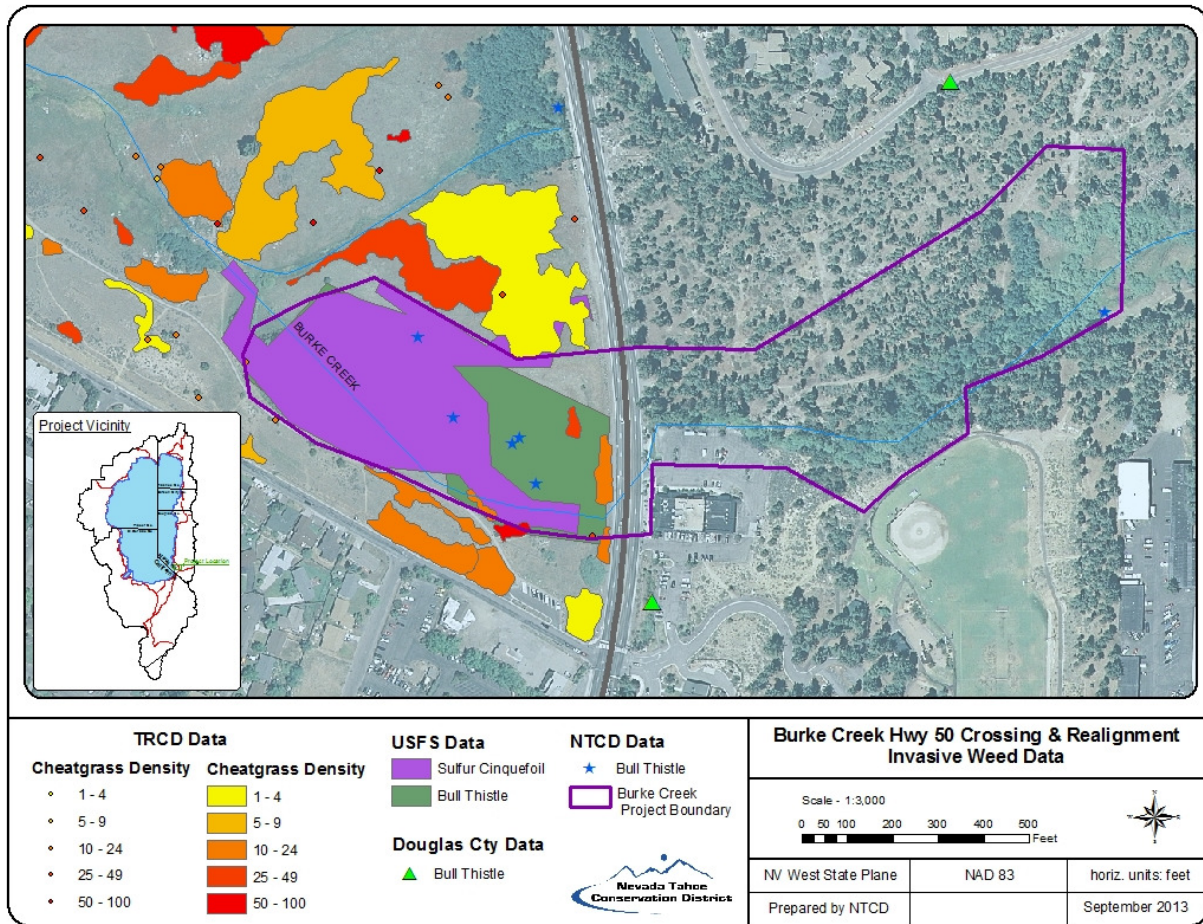 BURKE CREEK
Project Vicinity
Project Location
TRCD Data
Cheatgrass Density
1 - 4
5 - 9
10 - 24
25 - 49
50 - 100
Cheatgrass Density
1 - 4
5 - 9
10 - 24
25 - 49
50 - 100
USFS Data
Sulfur Cinquefoil
Bull Thistle
Douglas Cty Data
Bull Thistle
NTCD Data
Bull Thistle
Burke Creek
Project Boundary
Nevada Tahoe
Conservation District
Burke Creek Hwy 50 Crossing & Realignment
Invasive Weed Data
Scale - 1:3,000
0 50 100 200 300 400 500
Feet
N
W E
S
NV West State Plane
NAD 83
horiz. units: feet
Prepared by NTCD
September 2013